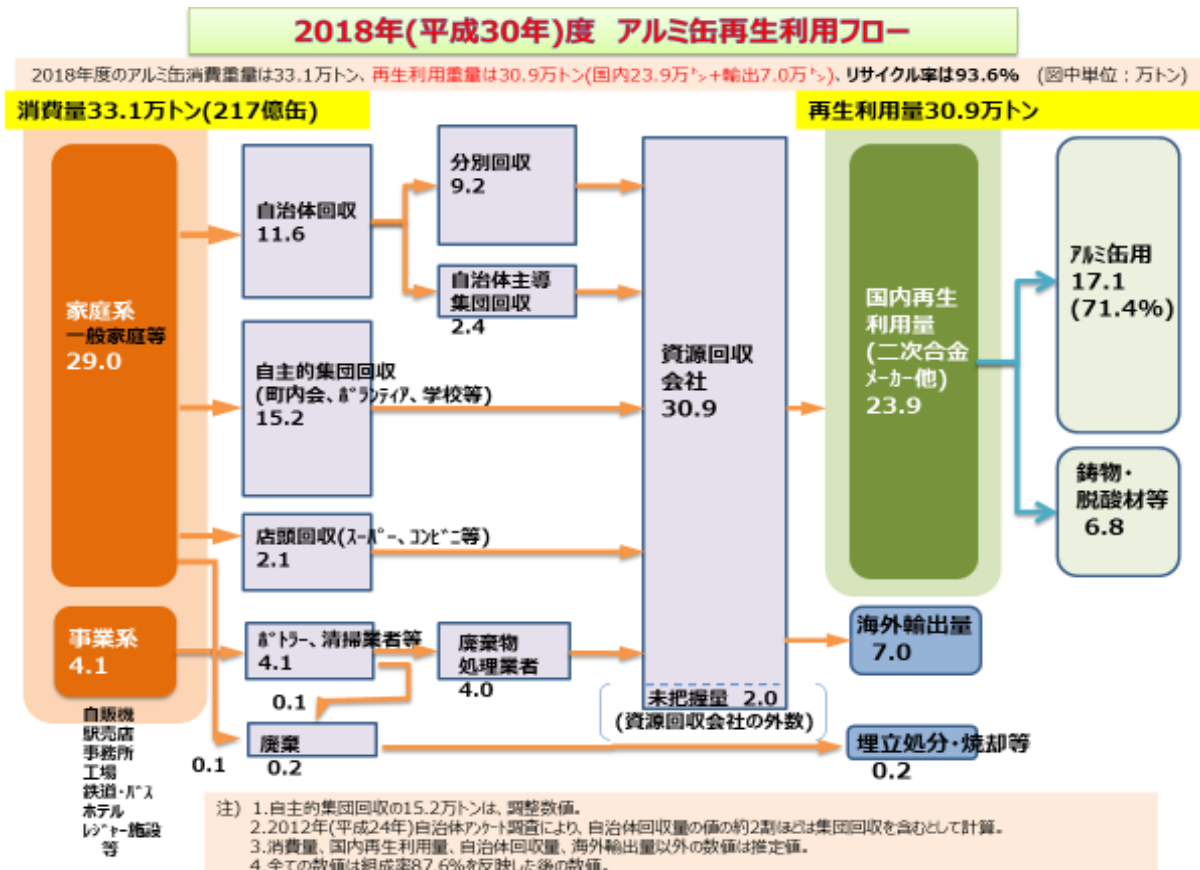 2018年(平成30年)度 アルミ缶再生利用フロー
2018年度のアルミ缶消費重量は33.1万トン、再生利用重量は30.9万トン(国内23.9万㌧+輸出7.0万㌧)、リサイクル率は93.6% (図中単位：万トン)
消費量33.1万トン(217億缶)
再生利用量30.9万トン
家庭系
一般家庭等
29.0
事業系
4.1
自販機
駅売店
事務所
工場
鉄道・ﾊﾞｽ
ホテル
ﾚｼﾞｬｰ施設
等
自治体回収
11.6
自主的集団回収
(町内会、ﾎﾞﾗﾝﾃｨｱ、学校等)
15.2
店頭回収(ｽｰﾊﾟｰ、ｺﾝﾋﾞﾆ等)
2.1
ﾎﾞﾄﾗｰ、清掃業者等
4.1
0.1
廃棄
0.2
0.1
分別回収
9.2
自治体主導
集団回収
2.4
廃棄物
処理業者
4.0
資源回収
会社
30.9
未把握量 2.0
(資源回収会社の外数)
国内再生
利用量
(二次合金
ﾒｰｶｰ他)
23.9
海外輸出量
7.0
埋立処分・焼却等
0.2
ｱﾙﾐ缶用
17.1
(71.4%)
鋳物・
脱酸材等
6.8
注) 1.自主的集団回収の15.2万トンは、調整数値。
2.2012年(平成24年)自治体ｱﾝｹｰﾄ調査により、自治体回収量の値の約2割ほどは集団回収を含むとして計算。
3.消費量、国内再生利用量、自治体回収量、海外輸出量以外の数値は推定値。
4.全ての数値は組成率87.6%を反映した後の数値。